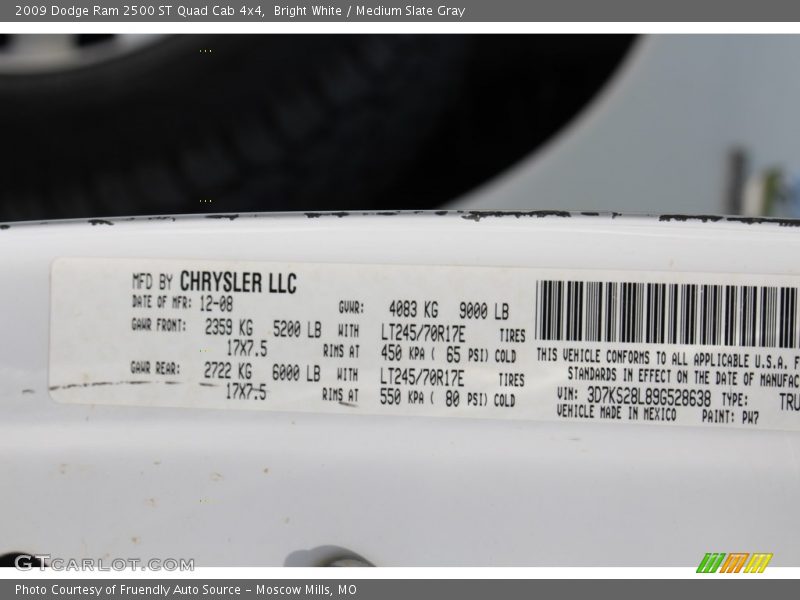 2009 Dodge Ram 2500 ST Quad Cab 4x4, Bright White / Medium Slate Gray
MFD BY CHRYSLER LLC
DATE OF MFR: 12-08
GVWR: 4083 KG 9000 LB
GAWR FRONT: 2359 KG 5200 LB WITH LT245/70R17E TIRES
17X7.5 RIMS AT 450 KPA ( 65 PSI) COLD
GAWR REAR: 2722 KG 6000 LB WITH LT245/70R17E TIRES
17X7.5 RIMS AT 550 KPA ( 80 PSI) COLD
THIS VEHICLE CONFORMS TO ALL APPLICABLE U.S.A. F
STANDARDS IN EFFECT ON THE DATE OF MANUFAC
VIN: 3D7KS28L89G528638 TYPE: TRU
VEHICLE MADE IN MEXICO PAINT: PW7
GTCARLOT.COM
Photo Courtesy of Fruendly Auto Source - Moscow Mills, MO